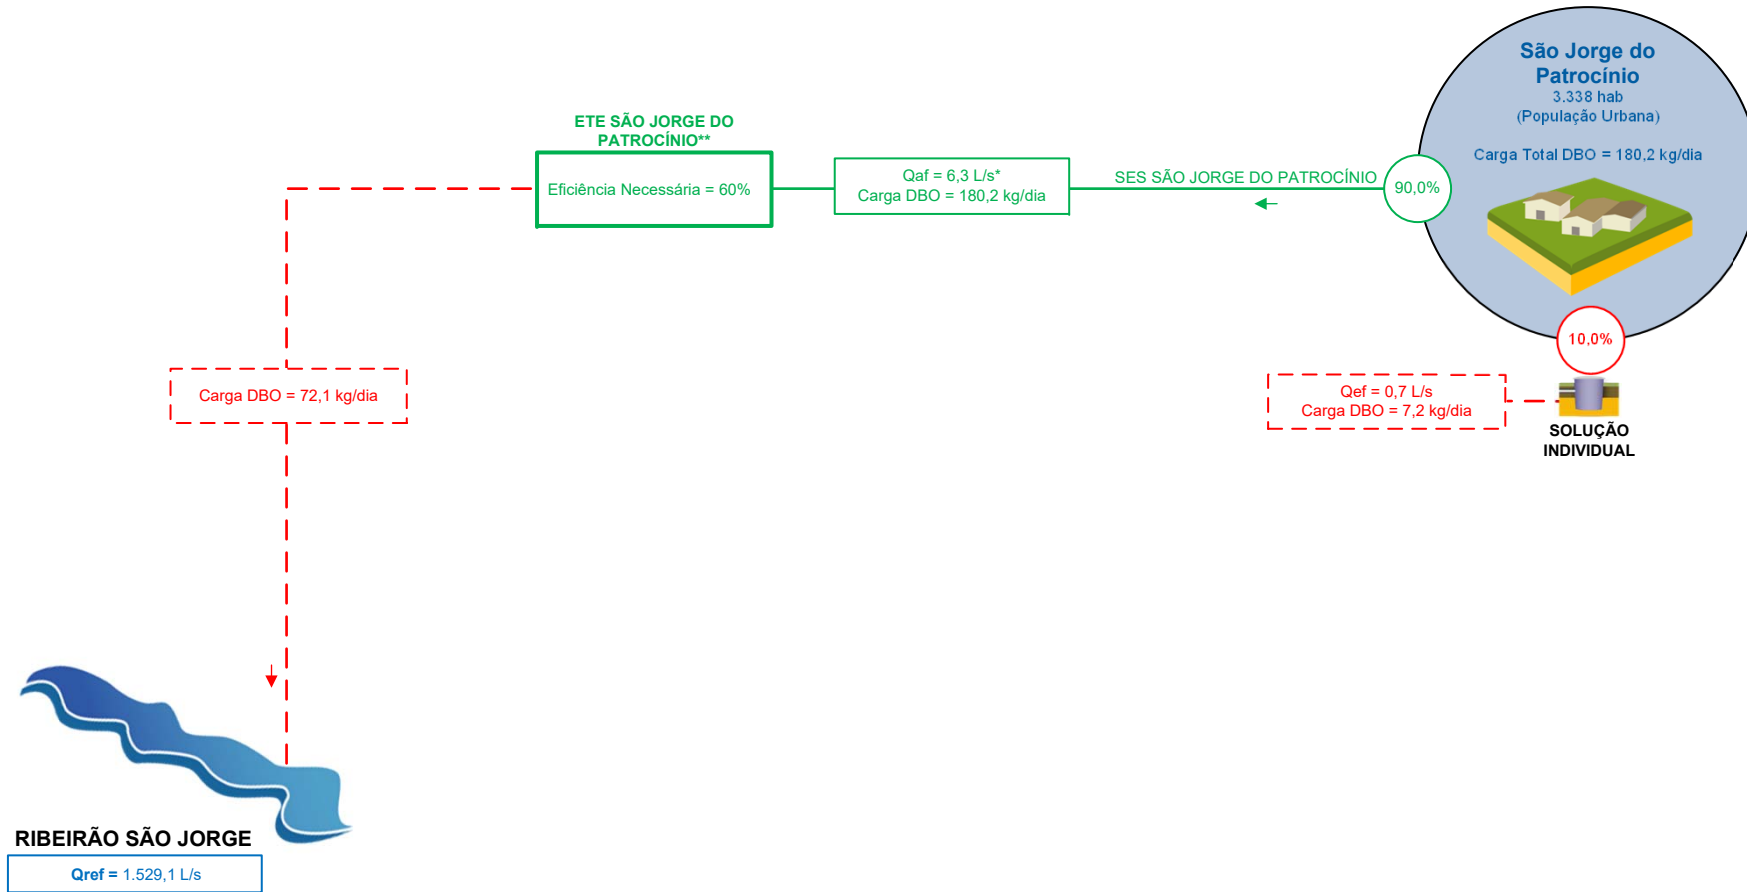 São Jorge do
Patrocínio
3.338 hab
(População Urbana)
Carga Total DBO = 180,2 kg/dia
ETE SÃO JORGE DO
PATROCÍNIO**
Eficiência Necessária = 60%
Qaf = 6,3 L/s*
Carga DBO = 180,2 kg/dia
SES SÃO JORGE DO PATROCÍNIO
90,0%
10,0%
Carga DBO = 72,1 kg/dia
Qef = 0,7 L/s
Carga DBO = 7,2 kg/dia
SOLUÇÃO
INDIVIDUAL
RIBEIRÃO SÃO JORGE
Qref = 1.529,1 L/s